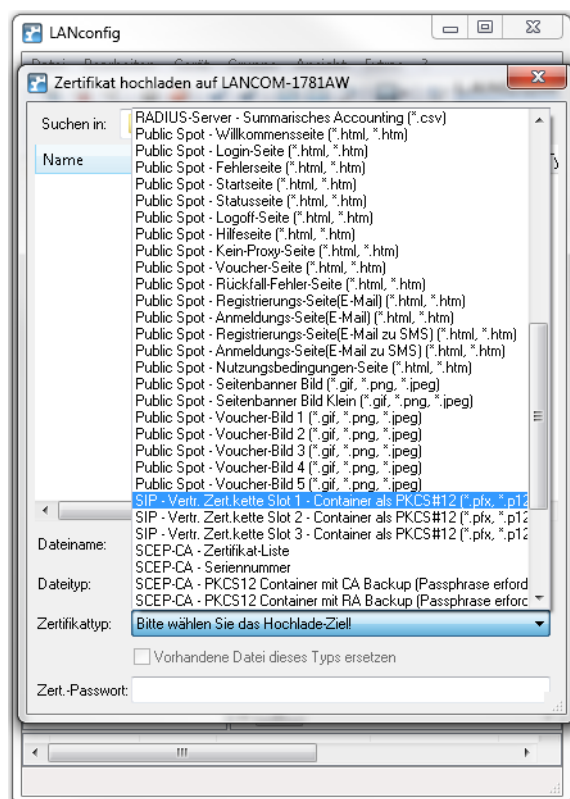 LANconfig
Datei Bearbeiten Gerät Gruppe Ansicht Extras ?
Zertifikat hochladen auf LANCOM-1781AW
Suchen in:
Name
RADIUS-Server - Summarisches Accounting (*.csv)
Public Spot - Willkommensseite (*.html, *.htm)
Public Spot - Login-Seite (*.html, *.htm)
Public Spot - Fehlerseite (*.html, *.htm)
Public Spot - Startseite (*.html, *.htm)
Public Spot - Statusseite (*.html, *.htm)
Public Spot - Logoff-Seite (*.html, *.htm)
Public Spot - Hilfeseite (*.html, *.htm)
Public Spot - Kein-Proxy-Seite (*.html, *.htm)
Public Spot - Voucher-Seite (*.html, *.htm)
Public Spot - Rückfall-Fehler-Seite (*.html, *.htm)
Public Spot - Registrierungs-Seite(E-Mail) (*.html, *.htm)
Public Spot - Anmeldungs-Seite(E-Mail) (*.html, *.htm)
Public Spot - Registrierungs-Seite(E-Mail zu SMS) (*.html, *.htm)
Public Spot - Anmeldungs-Seite(E-Mail zu SMS) (*.html, *.htm)
Public Spot - Nutzungsbedingungen-Seite (*.html, *.htm)
Public Spot - Seitenbanner Bild (*.gif, *.png, *.jpeg)
Public Spot - Seitenbanner Bild Klein (*.gif, *.png, *.jpeg)
Public Spot - Voucher-Bild 1 (*.gif, *.png, *.jpeg)
Public Spot - Voucher-Bild 2 (*.gif, *.png, *.jpeg)
Public Spot - Voucher-Bild 3 (*.gif, *.png, *.jpeg)
Public Spot - Voucher-Bild 4 (*.gif, *.png, *.jpeg)
Public Spot - Voucher-Bild 5 (*.gif, *.png, *.jpeg)
SIP - Vertr. Zert.kette Slot 1 - Container als PKCS#12 (*.pfx, *.p12
SIP - Vertr. Zert.kette Slot 2 - Container als PKCS#12 (*.pfx, *.p12
SIP - Vertr. Zert.kette Slot 3 - Container als PKCS#12 (*.pfx, *.p12
SCEP-CA - Zertifikat-Liste
SCEP-CA - Seriennummer
SCEP-CA - PKCS12 Container mit CA Backup (Passphrase erford
SCEP-CA - PKCS12 Container mit RA Backup (Passphrase erford
Dateiname:
Dateityp:
Zertifikattyp: Bitte wählen Sie das Hochlade-Ziel!
Vorhandene Datei dieses Typs ersetzen
Zert.-Passwort: